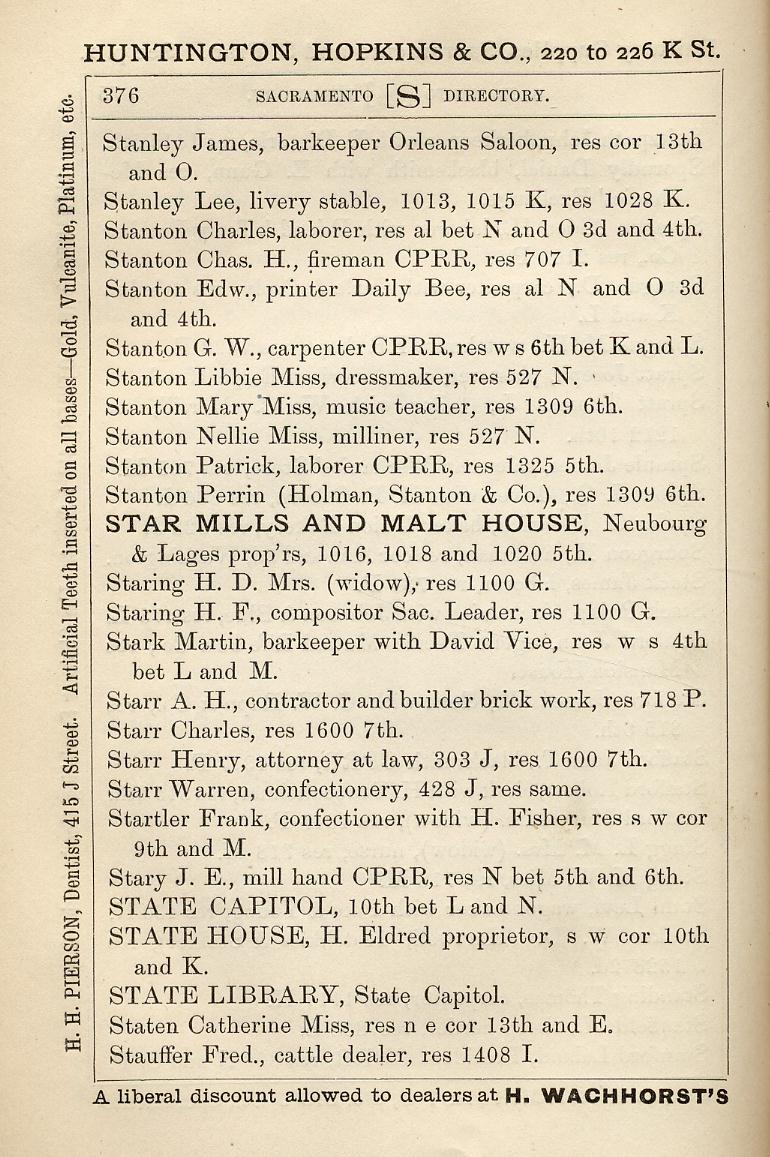 HUNTINGTON, HOPKINS & CO., 220 to 226 K St.
376 SACRAMENTO [S] DIRECTORY.
Stanley James, barkeeper Orleans Saloon, res cor 13th
and O.
Stanley Lee, livery stable, 1013, 1015 K, res 1028 K.
Stanton Charles, laborer, res al bet N and O 3d and 4th.
Stanton Chas. H., fireman CPRR, res 707 I.
Stanton Edw., printer Daily Bee, res al N and O 3d
and 4th.
Stanton G. W., carpenter CPRR, res w s 6th bet K and L.
Stanton Libbie Miss, dressmaker, res 527 N.
Stanton Mary Miss, music teacher, res 1309 6th.
Stanton Nellie Miss, milliner, res 527 N.
Stanton Patrick, laborer CPRR, res 1325 5th.
Stanton Perrin (Holman, Stanton & Co.), res 1309 6th.
STAR MILLS AND MALT HOUSE, Neubourg
& Lages prop'rs, 1016, 1018 and 1020 5th.
Staring H. D. Mrs. (widow), res 1100 G.
Staring H. F., compositor Sac. Leader, res 1100 G.
Stark Martin, barkeeper with David Vice, res w s 4th
bet L and M.
Starr A. H., contractor and builder brick work, res 718 P.
Starr Charles, res 1600 7th.
Starr Henry, attorney at law, 303 J, res 1600 7th.
Starr Warren, confectionery, 428 J, res same.
Startler Frank, confectioner with H. Fisher, res s w cor
9th and M.
Stary J. E., mill hand CPRR, res N bet 5th and 6th.
STATE CAPITOL, 10th bet L and N.
STATE HOUSE, H. Eldred proprietor, s w cor 10th
and K.
STATE LIBRARY, State Capitol.
Staten Catherine Miss, res n e cor 13th and E.
Stauffer Fred., cattle dealer, res 1408 I.
A liberal discount allowed to dealers at H. WACHHORST'S
H. H. PIERSON, Dentist, 415 J Street. Artificial Teeth inserted on all bases—Gold, Vulcanite, Platinum, etc.